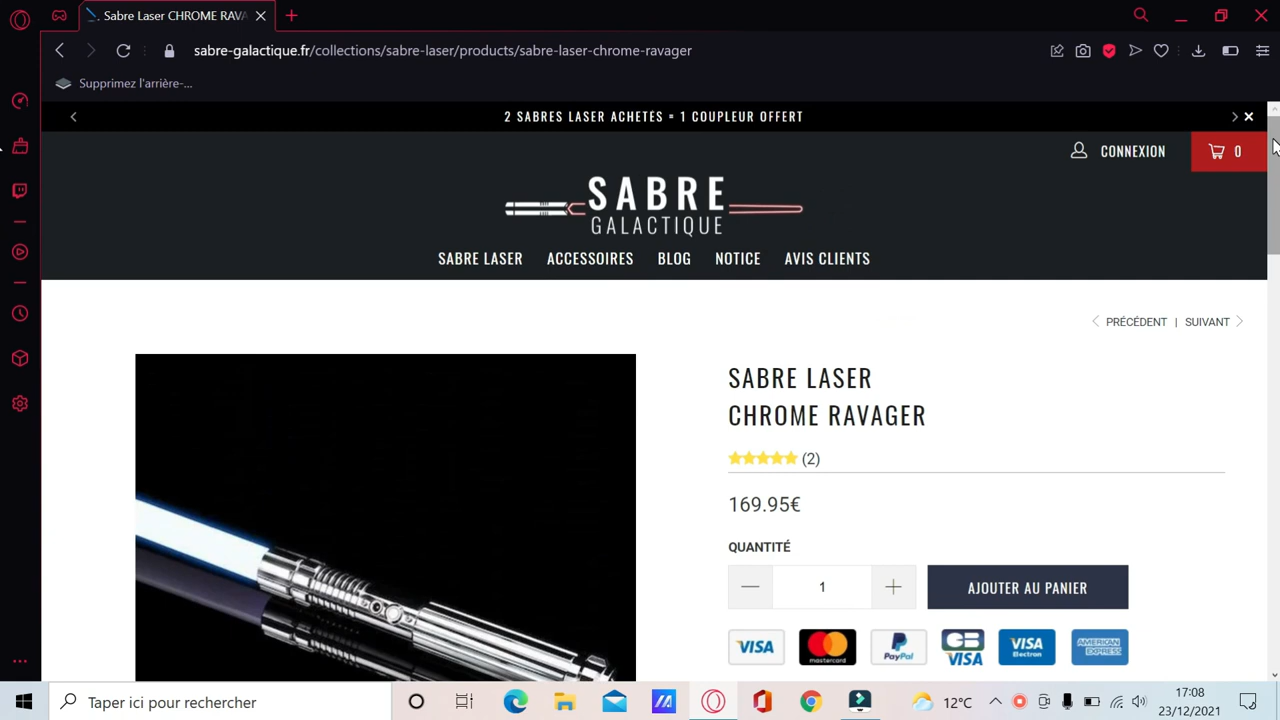 Sabre Laser CHROME RAVA
sabre-galactique.fr/collections/sabre-laser/products/sabre-laser-chrome-ravager
Supprimez l'arrière-...
2 SABRES LASER ACHETÉS = 1 COUPLEUR OFFERT
CONNEXION
0
SABRE
GALACTIQUE
SABRE LASER ACCESSOIRES BLOG NOTICE AVIS CLIENTS
PRÉCÉDENT | SUIVANT
SABRE LASER
CHROME RAVAGER
(2)
169.95€
QUANTITÉ
1
AJOUTER AU PANIER
VISA mastercard PayPal CB VISA VISA Electron AMERICAN EXPRESS
Taper ici pour rechercher
12°C
17:08
23/12/2021